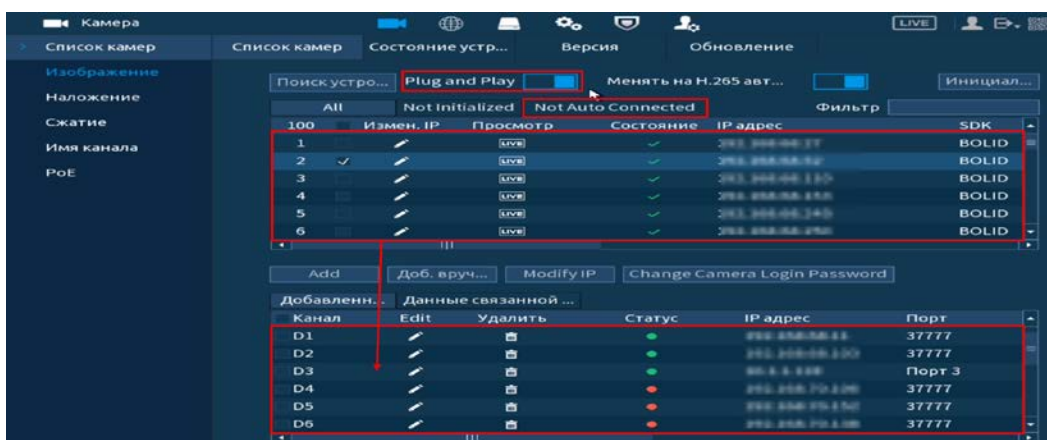 Камера LIVE
Список камер Список камер Состояние устр... Версия Обновление
Изображение
Наложение
Сжатие
Имя канала
PoE
Поиск устро... Plug and Play Менять на H.265 авт... Инициал...
All Not Initialized Not Auto Connected Фильтр
100 Измен. IP Просмотр Состояние IP адрес SDK
1 LIVE BOLID
2 LIVE BOLID
3 LIVE BOLID
4 LIVE BOLID
5 LIVE BOLID
6 LIVE BOLID
Add Доб. вруч... Modify IP Change Camera Login Password
Добавленн... Данные связанной ...
Канал Edit Удалить Статус IP адрес Порт
D1 37777
D2 37777
D3 Порт 3
D4 37777
D5 37777
D6 37777